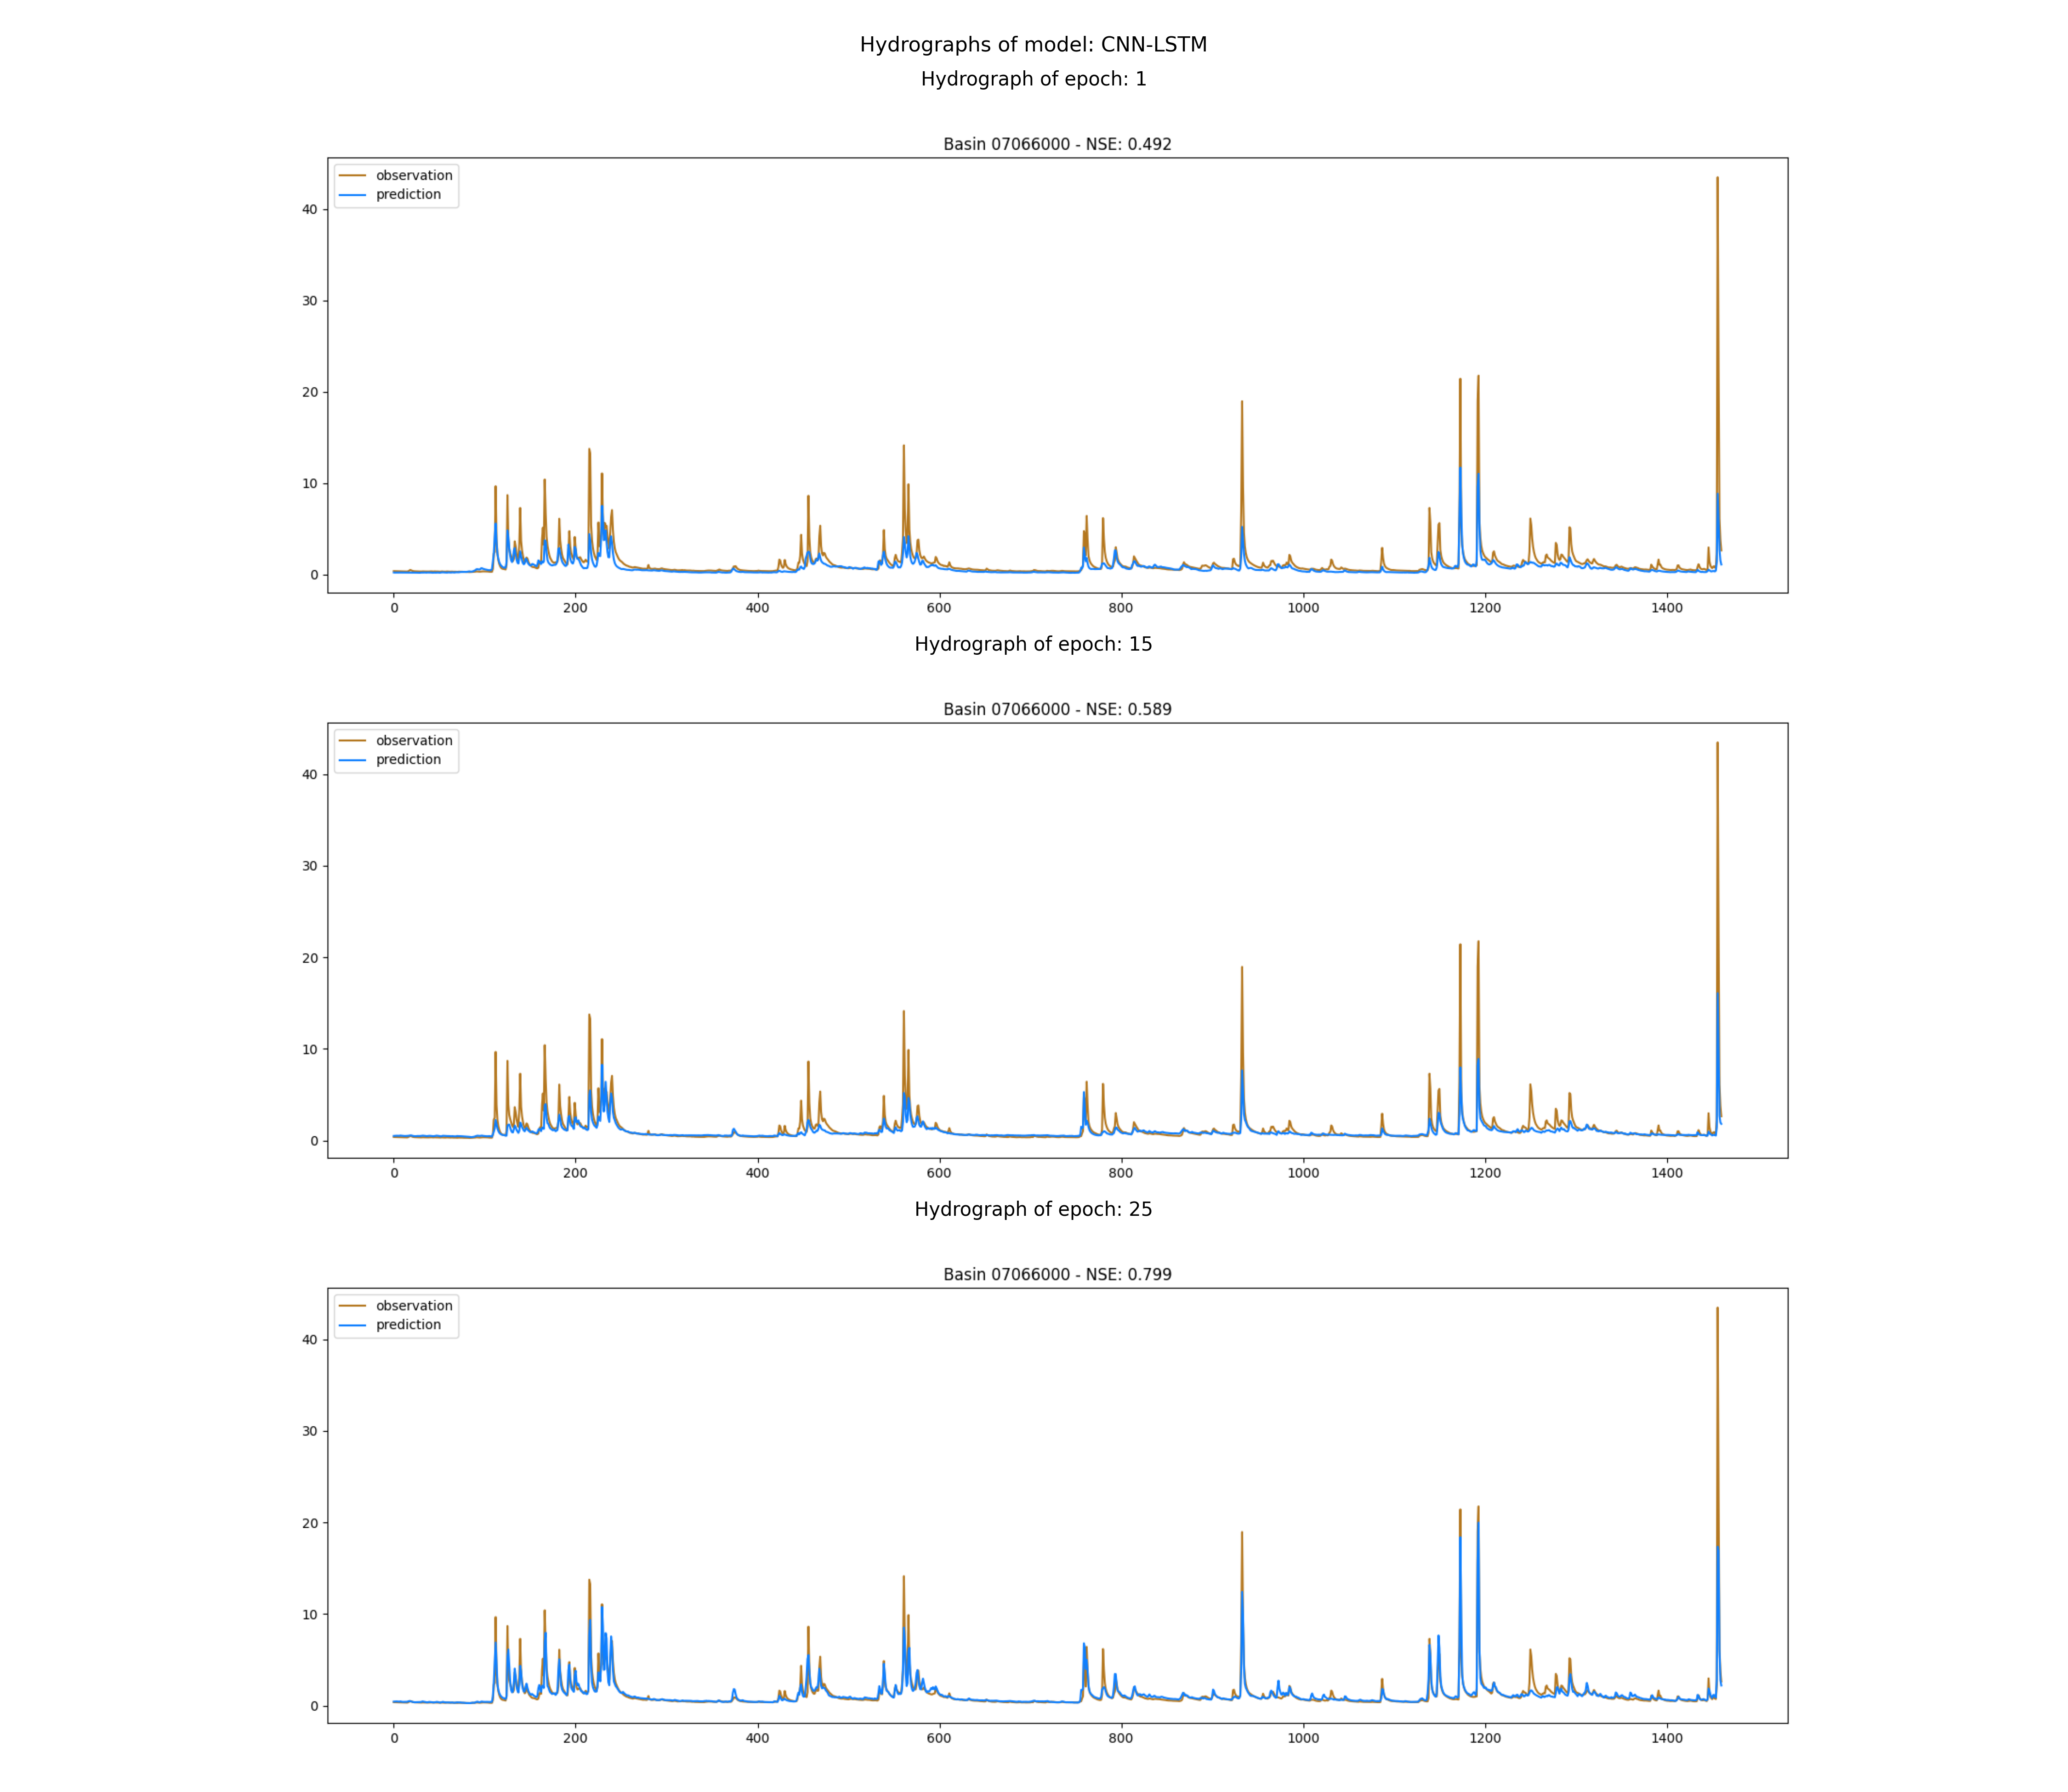 Hydrographs of model: CNN-LSTM
Hydrograph of epoch: 1
Basin 07066000 - NSE: 0.492
observation
prediction
40
30
20
10
0
0 200 400 600 800 1000 1200 1400
Hydrograph of epoch: 15
Basin 07066000 - NSE: 0.589
observation
prediction
40
30
20
10
0
0 200 400 600 800 1000 1200 1400
Hydrograph of epoch: 25
Basin 07066000 - NSE: 0.799
observation
prediction
40
30
20
10
0
0 200 400 600 800 1000 1200 1400